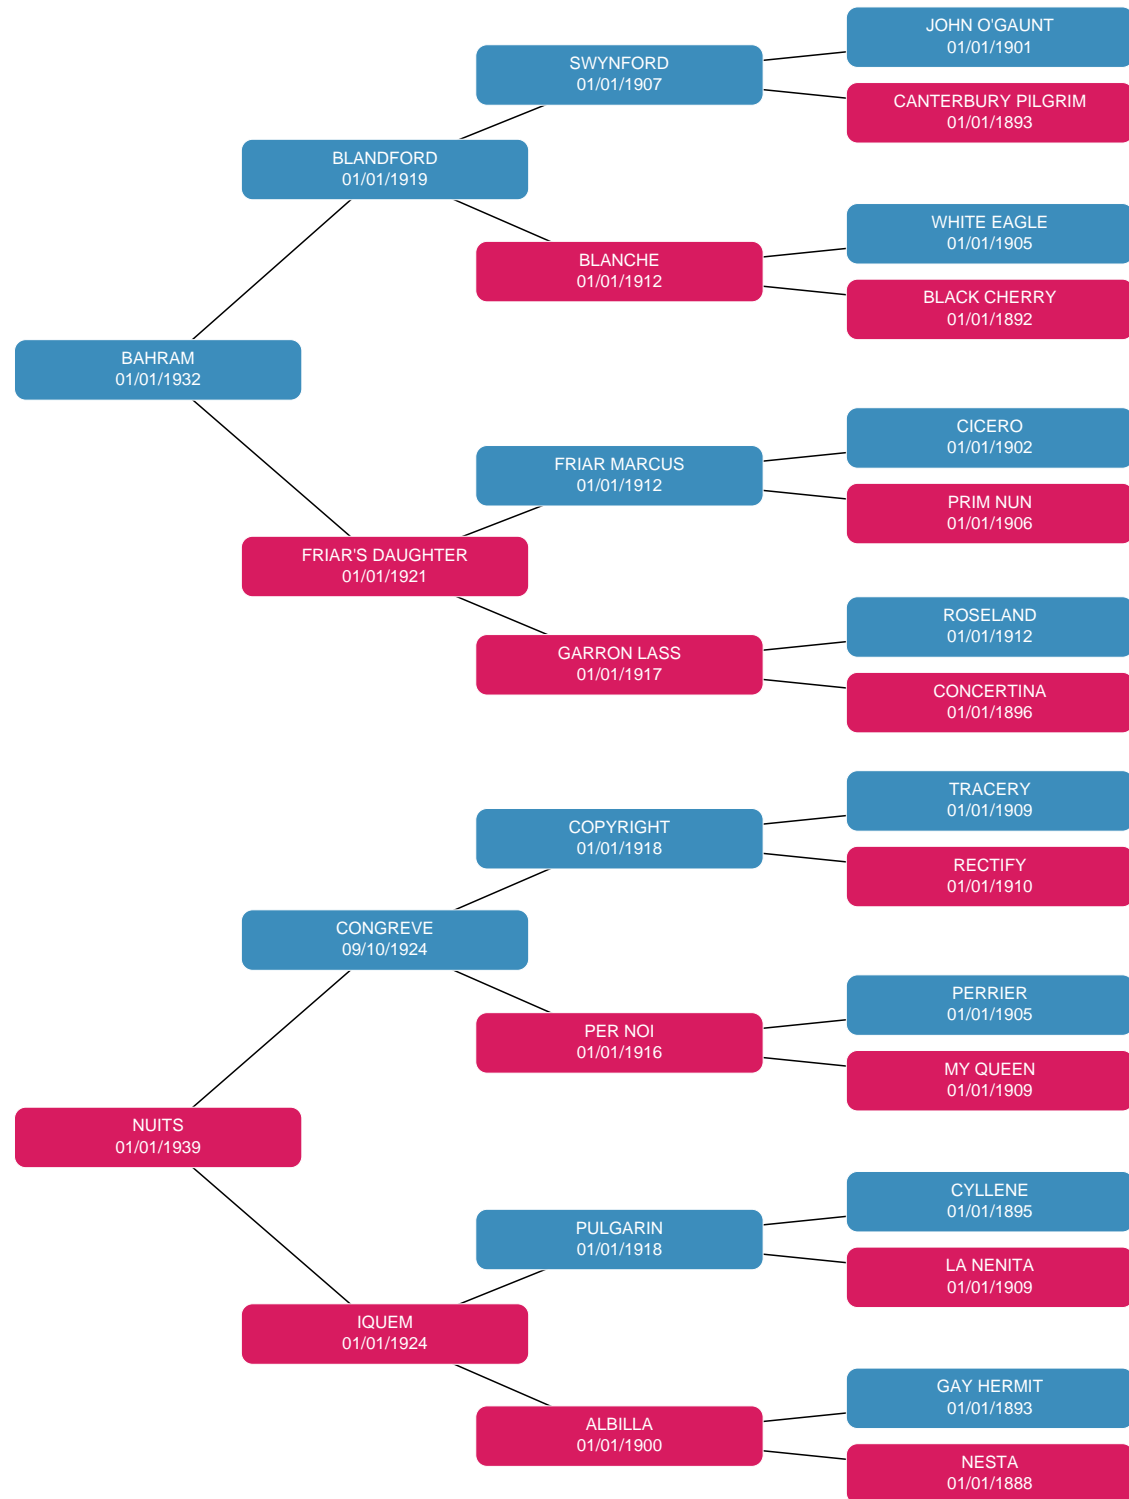 JOHN O'GAUNT
01/01/1901
SWYNFORD
01/01/1907
CANTERBURY PILGRIM
01/01/1893
BLANDFORD
01/01/1919
WHITE EAGLE
01/01/1905
BLANCHE
01/01/1912
BLACK CHERRY
01/01/1892
BAHRAM
01/01/1932
CICERO
01/01/1902
FRIAR MARCUS
01/01/1912
PRIM NUN
01/01/1906
FRIAR'S DAUGHTER
01/01/1921
ROSELAND
01/01/1912
GARRON LASS
01/01/1917
CONCERTINA
01/01/1896
TRACERY
01/01/1909
COPYRIGHT
01/01/1918
RECTIFY
01/01/1910
CONGREVE
09/10/1924
PERRIER
01/01/1905
PER NOI
01/01/1916
MY QUEEN
01/01/1909
NUITS
01/01/1939
CYLLENE
01/01/1895
PULGARIN
01/01/1918
LA NENITA
01/01/1909
IQUEM
01/01/1924
GAY HERMIT
01/01/1893
ALBILLA
01/01/1900
NESTA
01/01/1888